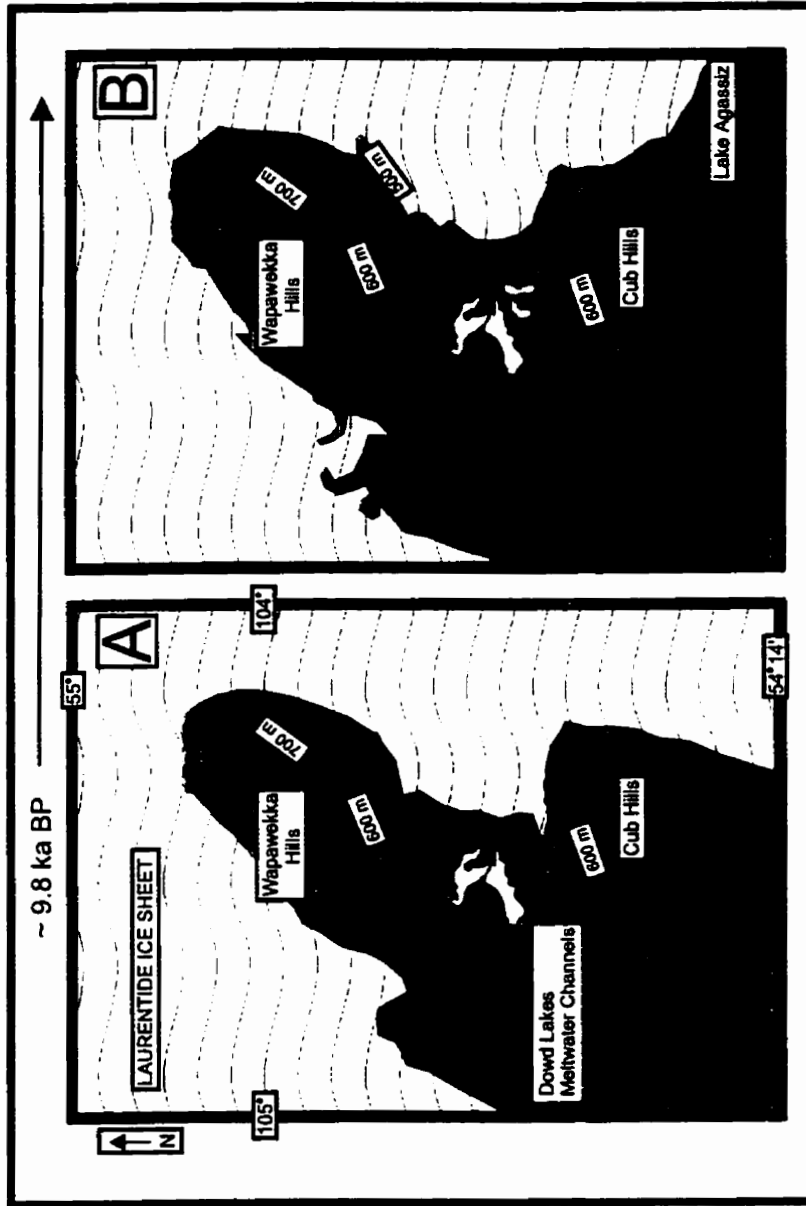 ~ 9.8 ka BP
A
55°
LAURENTIDE ICE SHEET
N
105°
104°
Wapawekka
Hills
700 m
600 m
Dowd Lakes
Meltwater Channels
600 m
Cub Hills
54°14'
B
Wapawekka
Hills
700 m
600 m
500 m
600 m
Cub Hills
Lake Agassiz